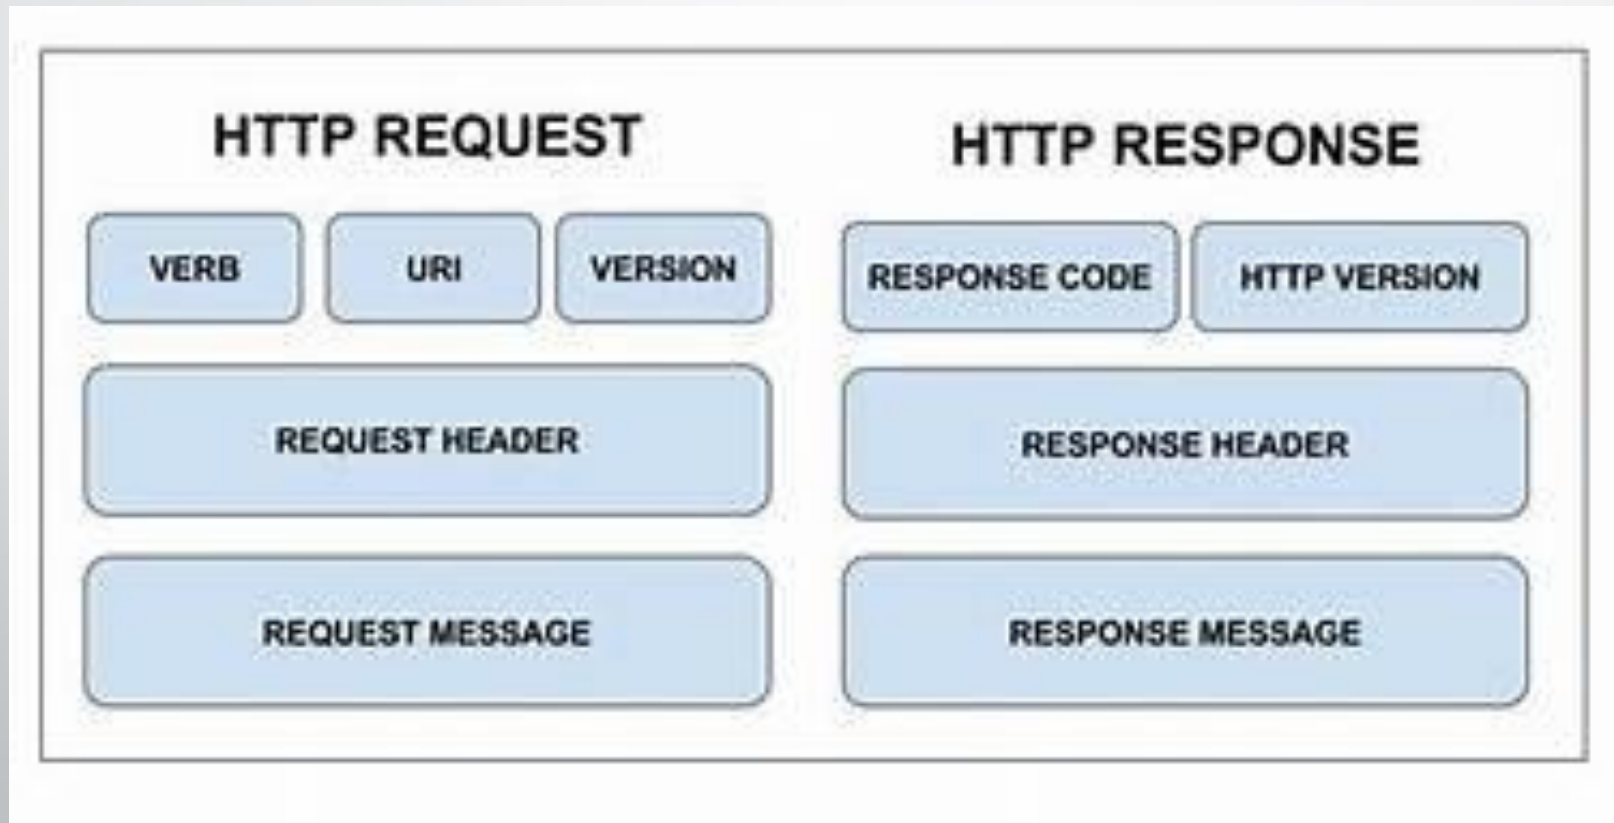 HTTP REQUEST
VERB
URI
VERSION
REQUEST HEADER
REQUEST MESSAGE
HTTP RESPONSE
RESPONSE CODE
HTTP VERSION
RESPONSE HEADER
RESPONSE MESSAGE